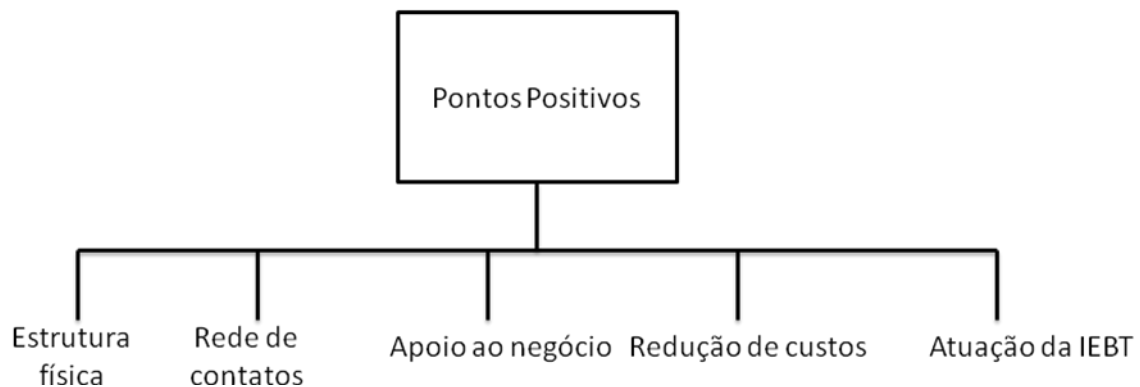 Pontos Positivos
Estrutura
física
Rede de
contatos
Apoio ao negócio
Redução de custos
Atuação da IEBT